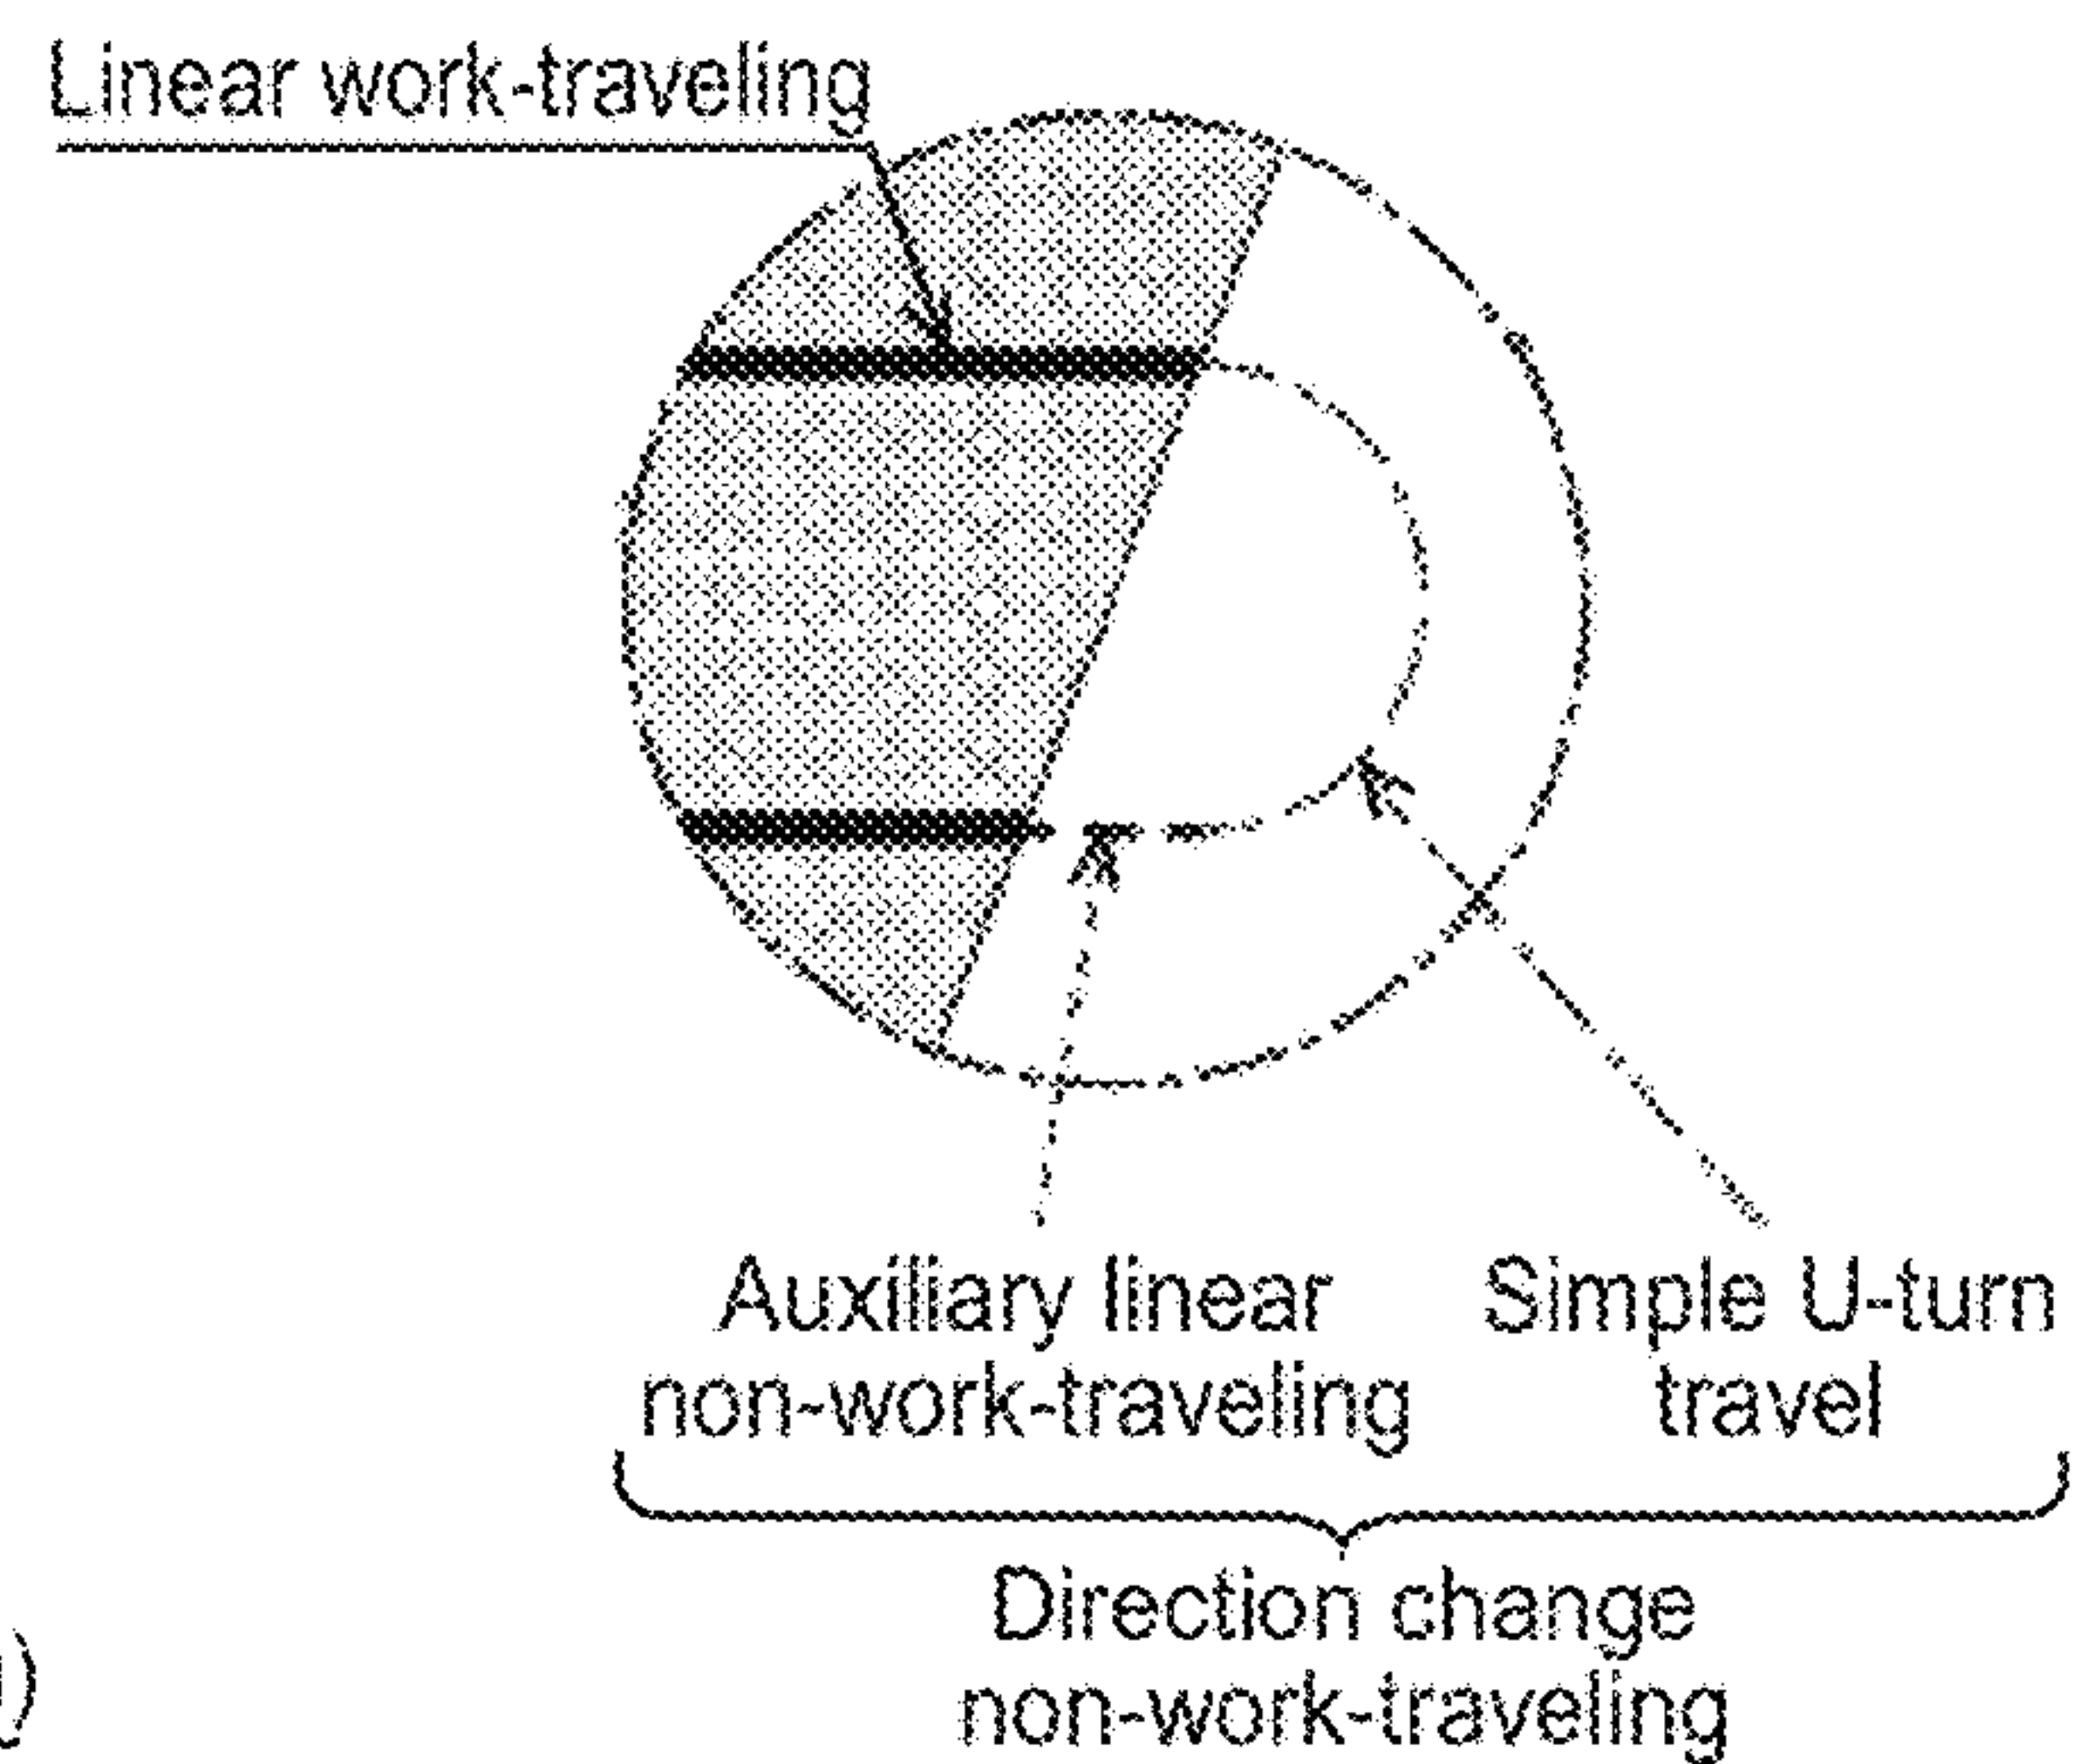 Linear work-traveling
Auxiliary linear
non-work-traveling
Simple U-turn
travel
Direction change
non-work-traveling
)